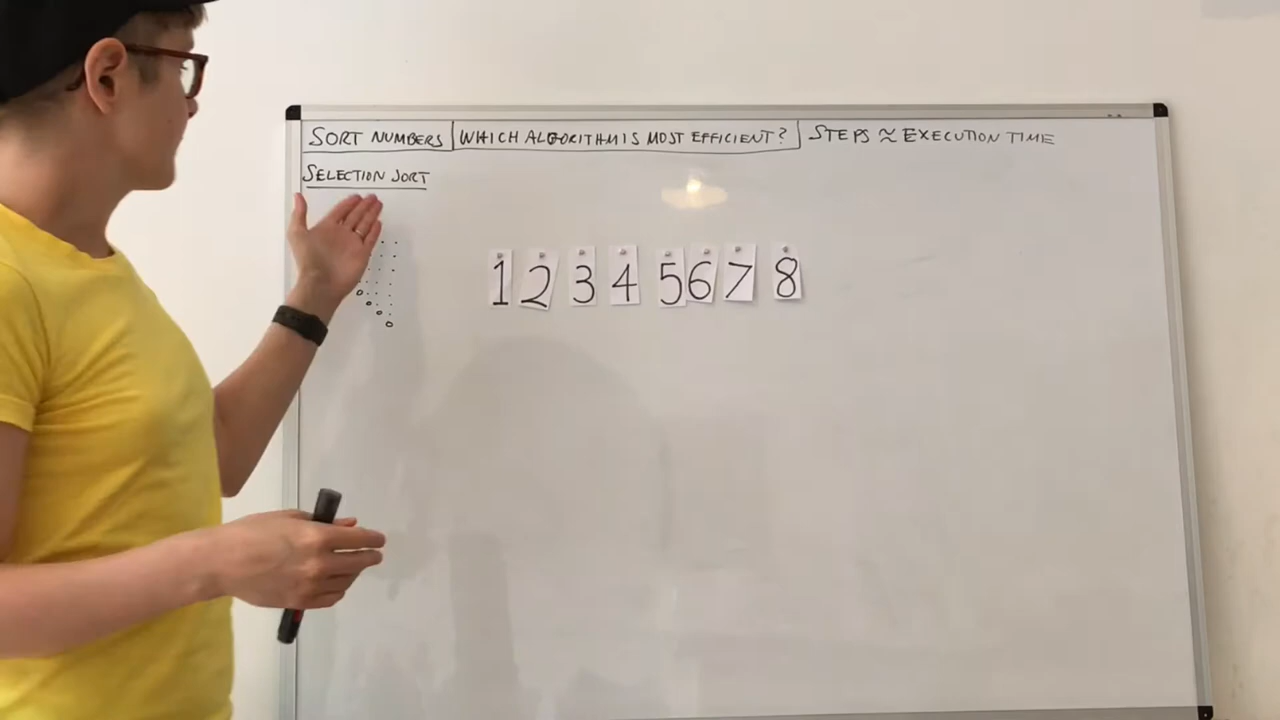 SORT NUMBERS WHICH ALGORITHM IS MOST EFFICIENT? STEPS ≈ EXECUTION TIME
SELECTION SORT
1 2 3 4 5 6 7 8